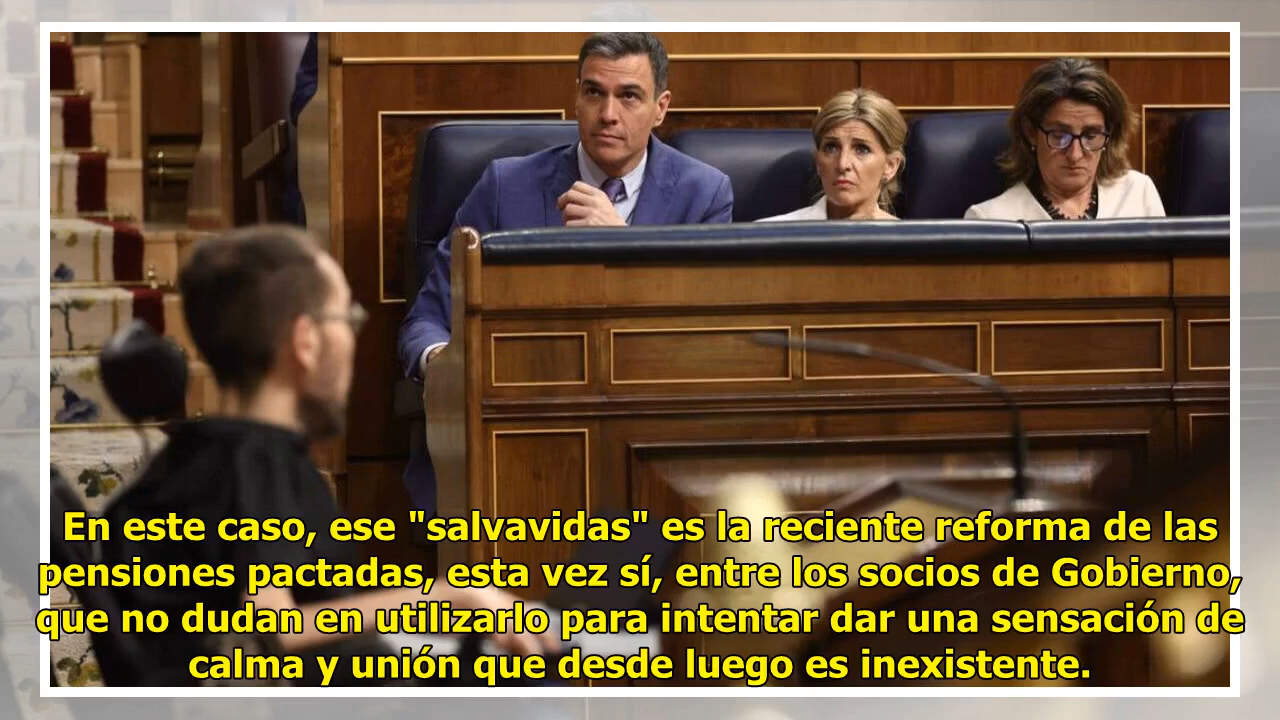 En este caso, ese "salvavidas" es la reciente reforma de las
pensiones pactadas, esta vez sí, entre los socios de Gobierno,
que no dudan en utilizarlo para intentar dar una sensación de
calma y unión que desde luego es inexistente.